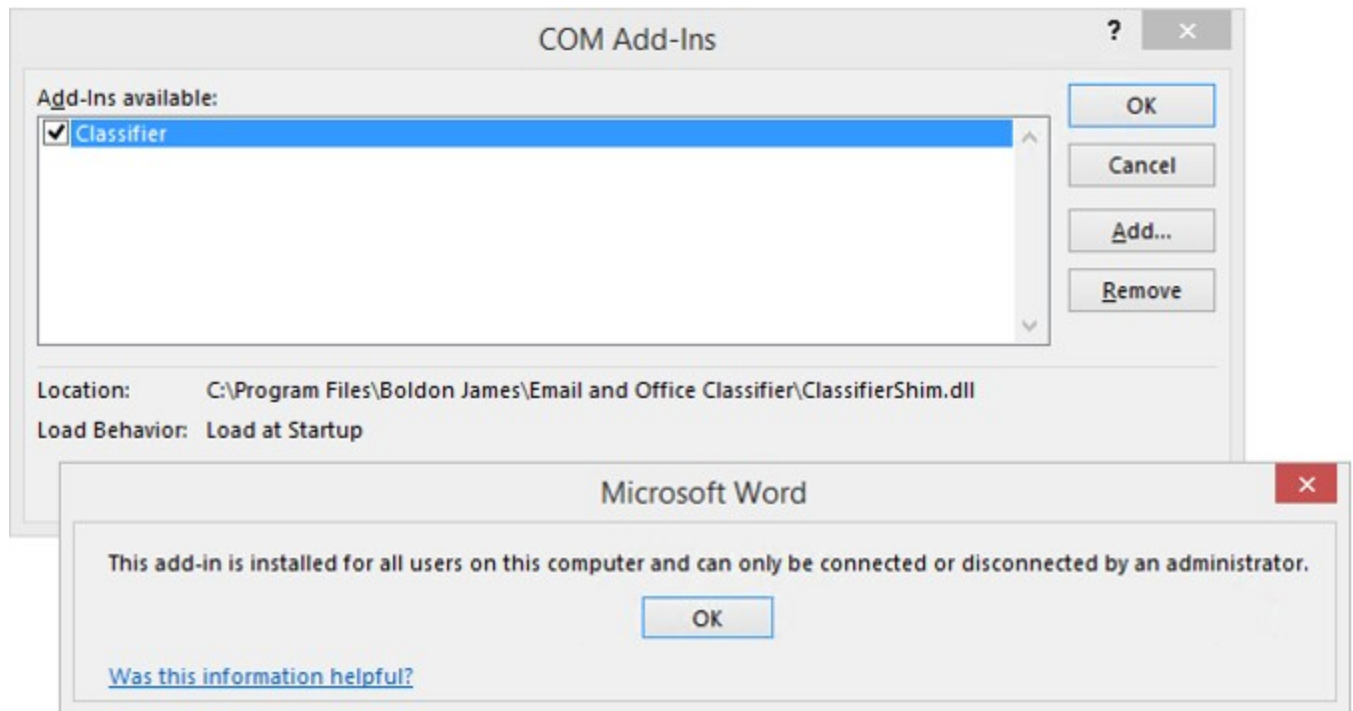 COM Add-Ins
?
×
Add-Ins available:
Classifier
OK
Cancel
Add...
Remove
Location: C:\Program Files\Boldon James\Email and Office Classifier\ClassifierShim.dll
Load Behavior: Load at Startup
Microsoft Word
×
This add-in is installed for all users on this computer and can only be connected or disconnected by an administrator.
OK
Was this information helpful?